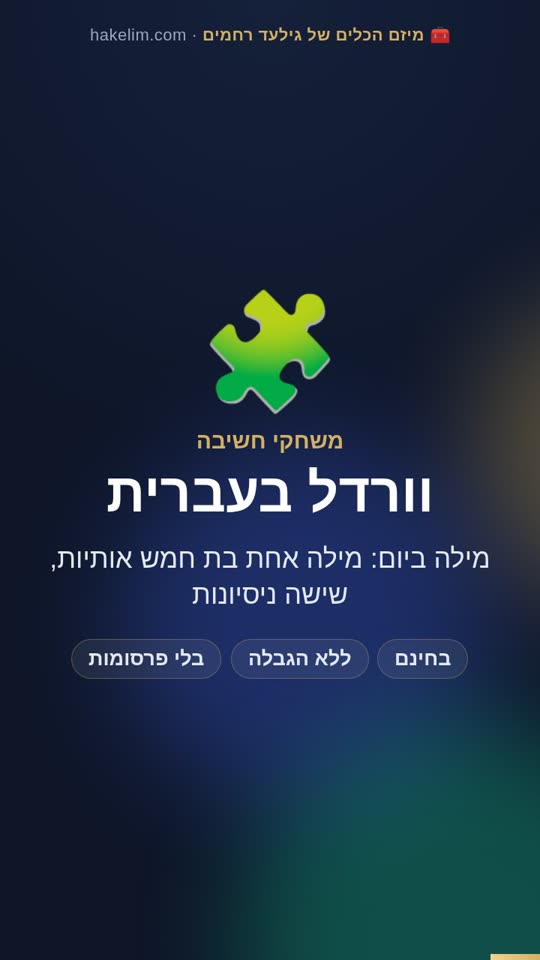 🧰 מיזם הכלים של גילעד רחמים · hakelim.com
משחקי חשיבה
וורדל בעברית
מילה ביום: מילה אחת בת חמש אותיות,
שישה ניסיונות
בחינם
ללא הגבלה
בלי פרסומות